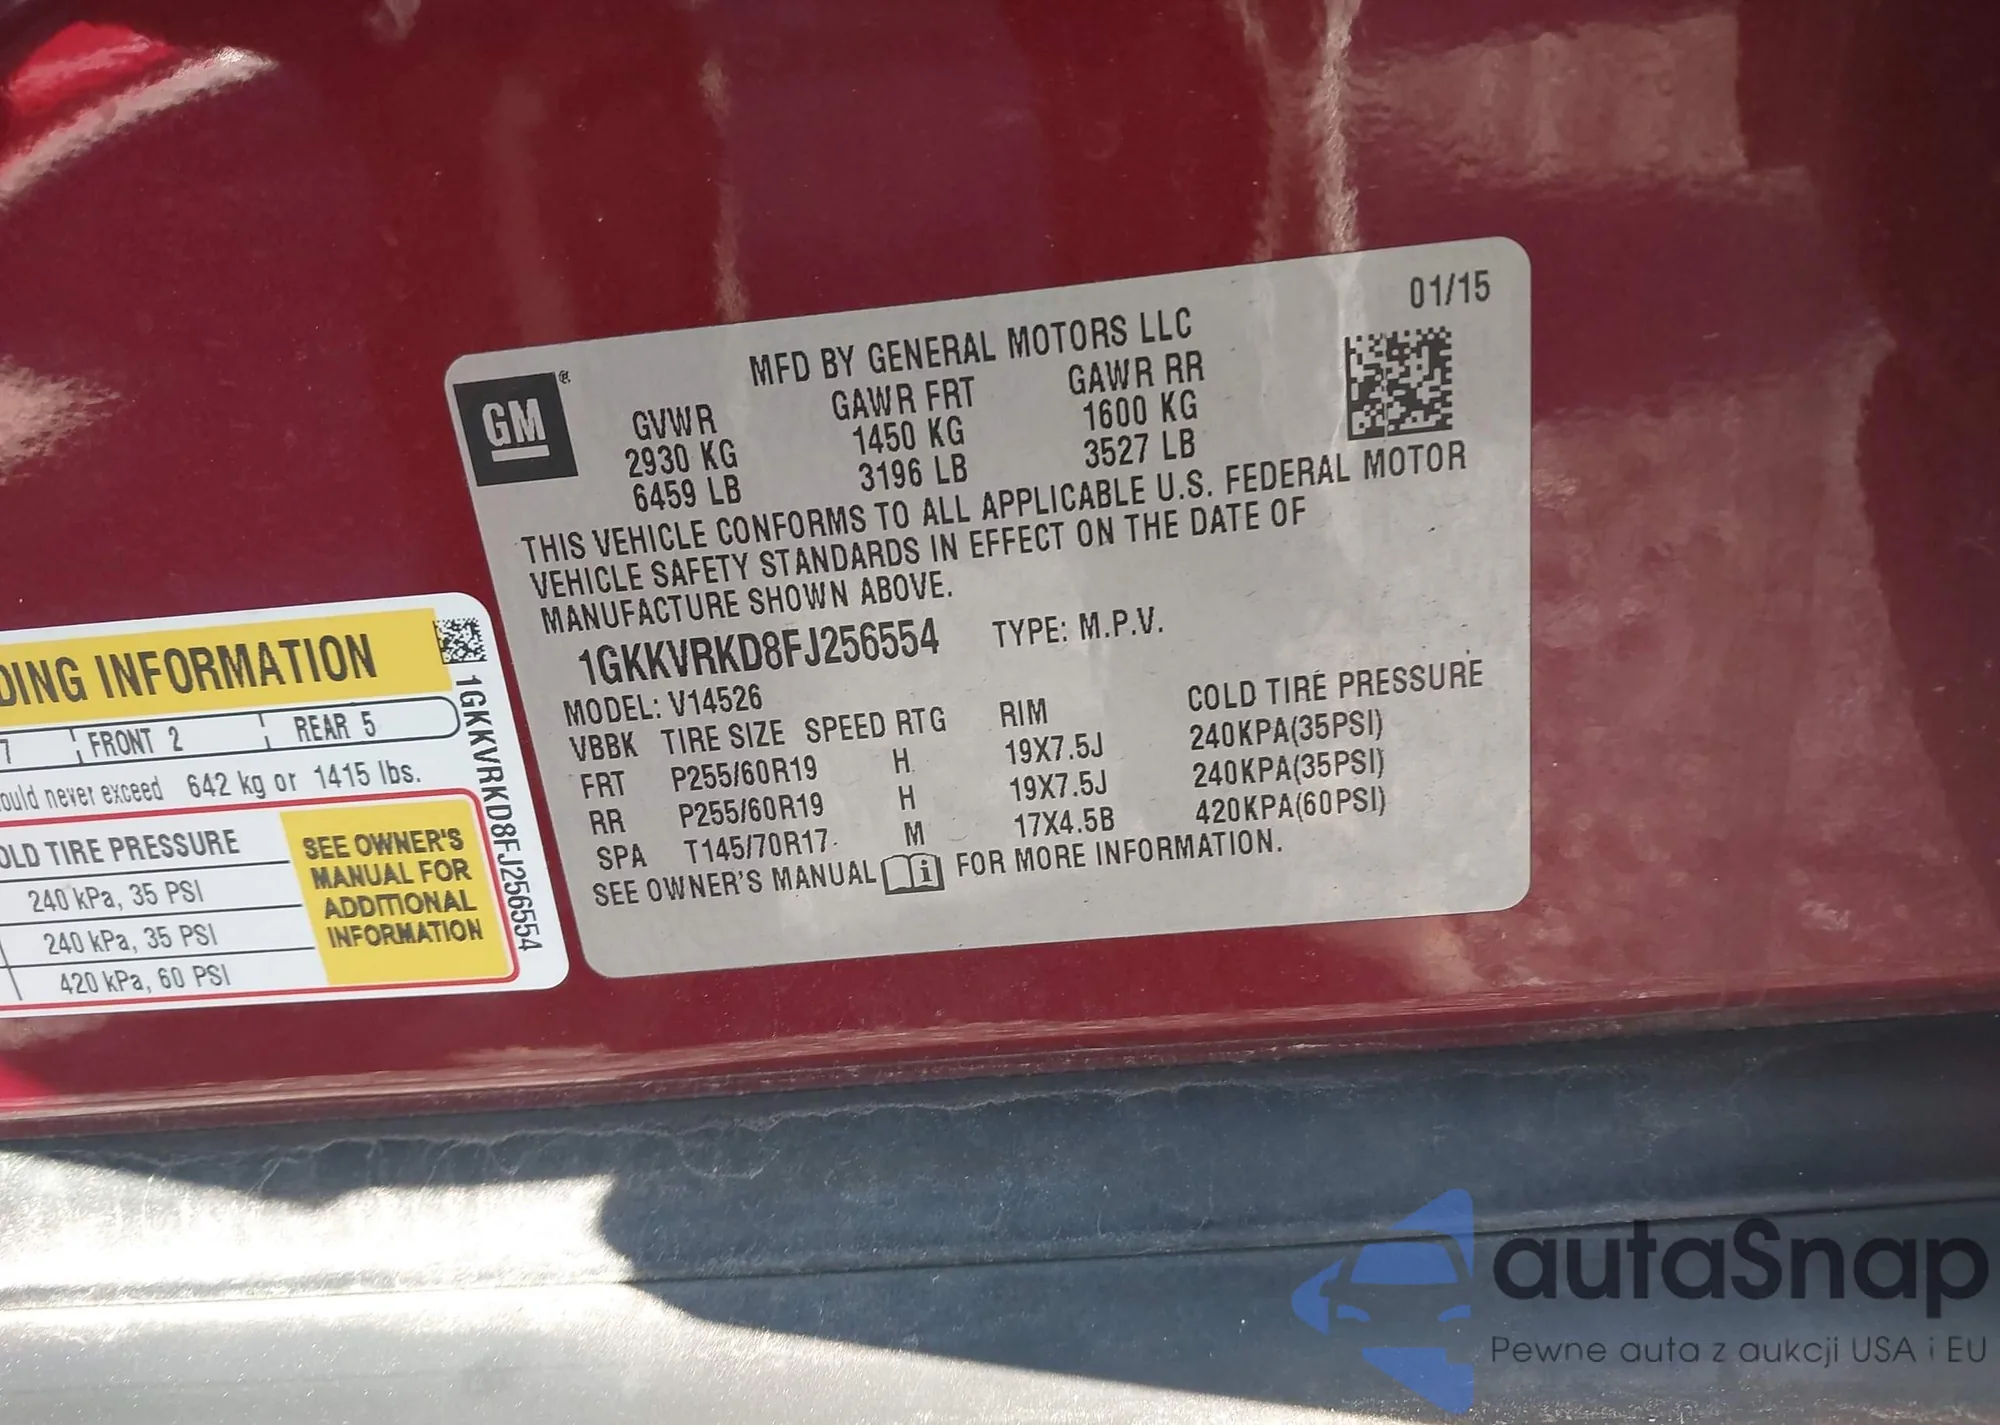 01/15
GM®
MFD BY GENERAL MOTORS LLC
GVWR GAWR FRT GAWR RR
2930 KG 1450 KG 1600 KG
6459 LB 3196 LB 3527 LB
THIS VEHICLE CONFORMS TO ALL APPLICABLE U.S. FEDERAL MOTOR
VEHICLE SAFETY STANDARDS IN EFFECT ON THE DATE OF
MANUFACTURE SHOWN ABOVE.
1GKKVRKD8FJ256554 TYPE: M.P.V.
MODEL: V14526
VBBK TIRE SIZE SPEED RTG RIM COLD TIRE PRESSURE
FRT P255/60R19 H 19X7.5J 240KPA(35PSI)
RR P255/60R19 H 19X7.5J 240KPA(35PSI)
SPA T145/70R17 M 17X4.5B 420KPA(60PSI)
SEE OWNER'S MANUAL i FOR MORE INFORMATION.
DING INFORMATION
7 FRONT 2 REAR 5
ould never exceed 642 kg or 1415 lbs.
OLD TIRE PRESSURE
240 kPa, 35 PSI
240 kPa, 35 PSI
420 kPa, 60 PSI
SEE OWNER'S
MANUAL FOR
ADDITIONAL
INFORMATION
1GKKVRKD8FJ256554
autaSnap
Pewne auta z aukcji USA i EU